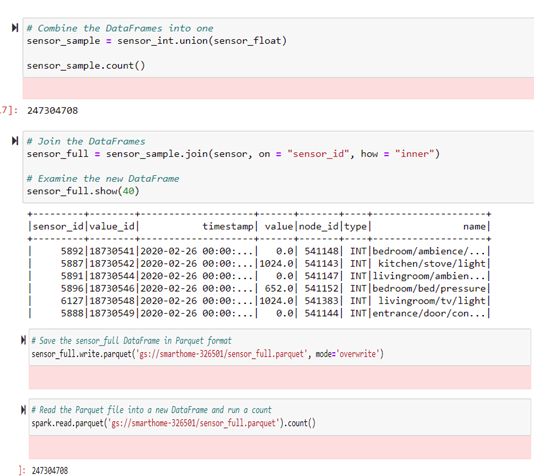 # Combine the DataFrames into one
sensor_sample = sensor_int.union(sensor_float)
sensor_sample.count()
7]: 247304708
# Join the DataFrames
sensor_full = sensor_sample.join(sensor, on = "sensor_id", how = "inner")
# Examine the new DataFrame
sensor_full.show(40)
+---------+--------+--------------------+------+-------+----+--------------------+
|sensor_id|value_id|           timestamp| value|node_id|type|                name|
+---------+--------+--------------------+------+-------+----+--------------------+
|     5892|18730541|2020-02-26 00:00:...|   0.0| 541148| INT|bedroom/ambience/...|
|     5887|18730542|2020-02-26 00:00:...|1024.0| 541143| INT| kitchen/stove/light|
|     5891|18730544|2020-02-26 00:00:...|   0.0| 541147| INT|livingroom/ambien...|
|     5896|18730546|2020-02-26 00:00:...| 652.0| 541152| INT|bedroom/bed/pressure|
|     6127|18730548|2020-02-26 00:00:...|1024.0| 541383| INT| livingroom/tv/light|
|     5888|18730549|2020-02-26 00:00:...|   0.0| 541144| INT|entrance/door/con...|
# Save the sensor_full DataFrame in Parquet format
sensor_full.write.parquet('gs://smarthome-326501/sensor_full.parquet', mode='overwrite')
# Read the Parquet file into a new DataFrame and run a count
spark.read.parquet('gs://smarthome-326501/sensor_full.parquet').count()
]: 247304708